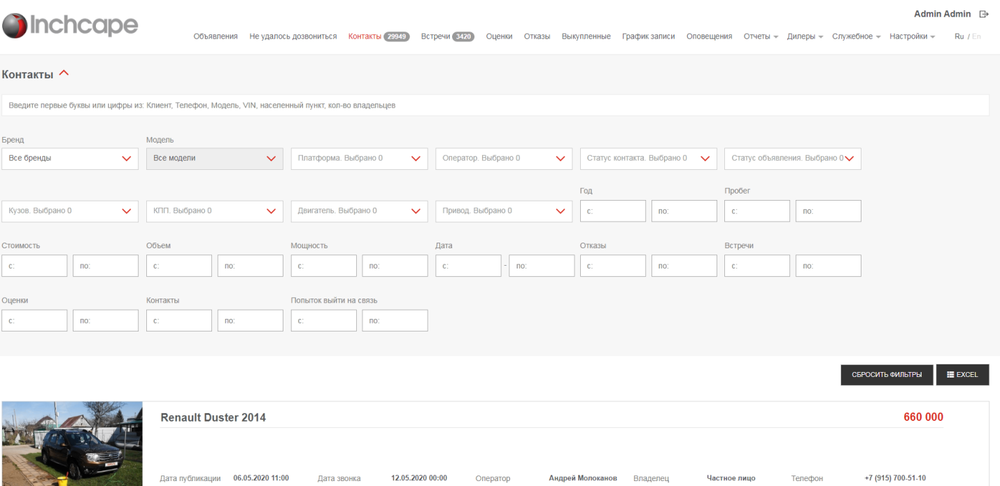 Inchcape
Admin Admin
Объявления Не удалось дозвониться Контакты 29949 Встречи 3420 Оценки Отказы Выкупленные График записи Оповещения Отчеты Дилеры Служебное Настройки Ru / En
Контакты
Введите первые буквы или цифры из: Клиент, Телефон, Модель, VIN, населенный пункт, кол-во владельцев
Бренд Модель
Все бренды Все модели Платформа. Выбрано 0 Оператор. Выбрано 0 Статус контакта. Выбрано 0 Статус объявления. Выбрано 0
Год Пробег
Кузов. Выбрано 0 КПП. Выбрано 0 Двигатель. Выбрано 0 Привод. Выбрано 0 с: по: с: по:
Стоимость Объем Мощность Дата Отказы Встречи
с: по: с: по: с: по: с: - по: с: по: с: по:
Оценки Контакты Попыток выйти на связь
с: по: с: по: с: по:
СБРОСИТЬ ФИЛЬТРЫ EXCEL
Renault Duster 2014 660 000
Дата публикации 06.05.2020 11:00 Дата звонка 12.05.2020 00:00 Оператор Андрей Молоканов Владелец Частное лицо Телефон +7 (915) 700-51-10